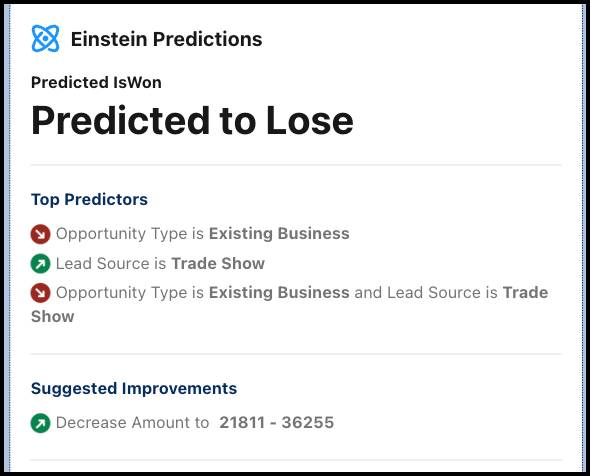 Einstein Predictions
Predicted IsWon
Predicted to Lose
Top Predictors
Opportunity Type is Existing Business
Lead Source is Trade Show
Opportunity Type is Existing Business and Lead Source is Trade
Show
Suggested Improvements
Decrease Amount to 21811 - 36255